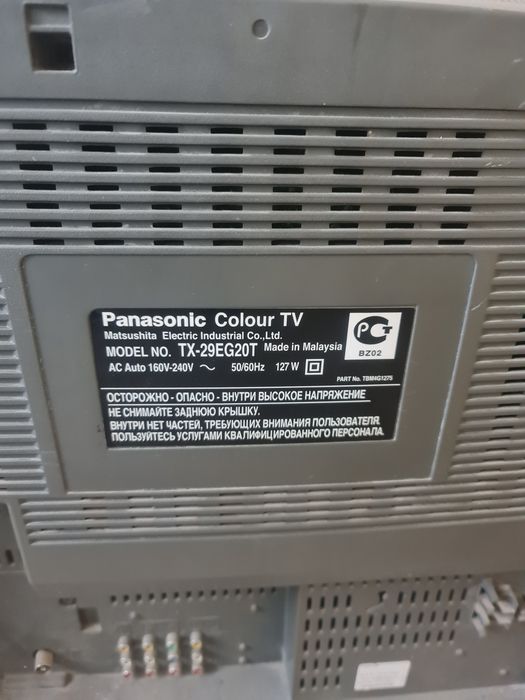 Panasonic Colour TV
Matsushita Electric Industrial Co.,Ltd.
MODEL NO. TX-29EG20T Made in Malaysia
AC Auto 160V-240V ~ 50/60Hz 127 W
PCT
BZ02
PART No. TBM4G1275
ОСТОРОЖНО - ОПАСНО - ВНУТРИ ВЫСОКОЕ НАПРЯЖЕНИЕ
НЕ СНИМАЙТЕ ЗАДНЮЮ КРЫШКУ.
ВНУТРИ НЕТ ЧАСТЕЙ, ТРЕБУЮЩИХ ВНИМАНИЯ ПОЛЬЗОВАТЕЛЯ.
ПОЛЬЗУЙТЕСЬ УСЛУГАМИ КВАЛИФИЦИРОВАННОГО ПЕРСОНАЛА.